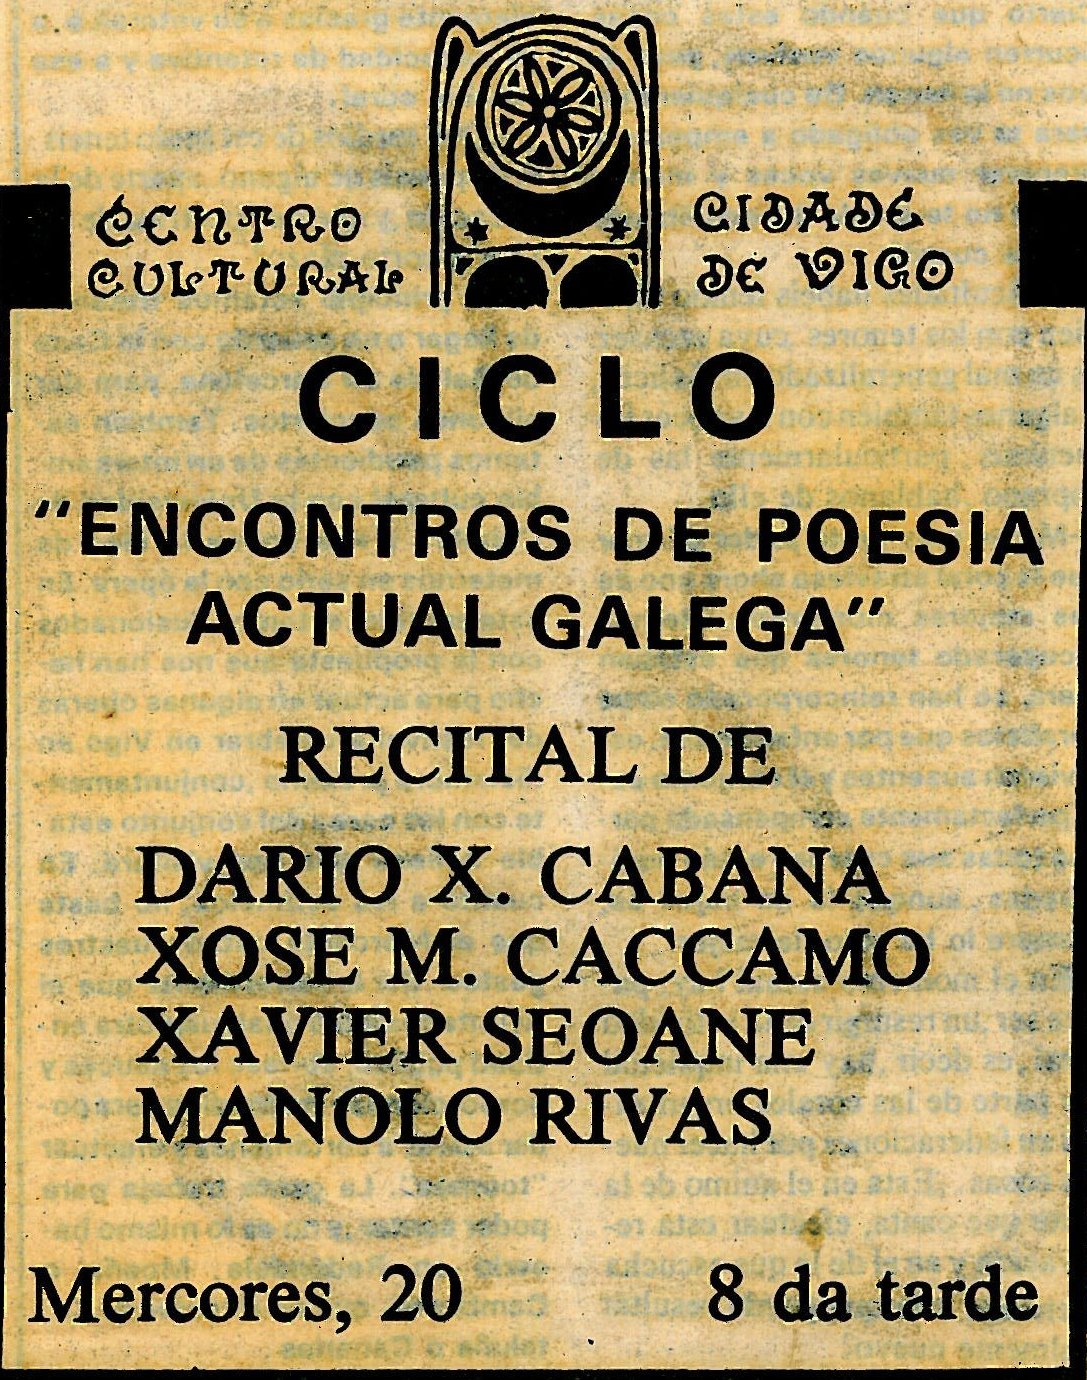 CENTRO
CULTURAL
CIDADE
DE VIGO
CICLO
"ENCONTROS DE POESIA
ACTUAL GALEGA"
RECITAL DE
DARIO X. CABANA
XOSE M. CACCAMO
XAVIER SEOANE
MANOLO RIVAS
Mercores, 20 8 da tarde